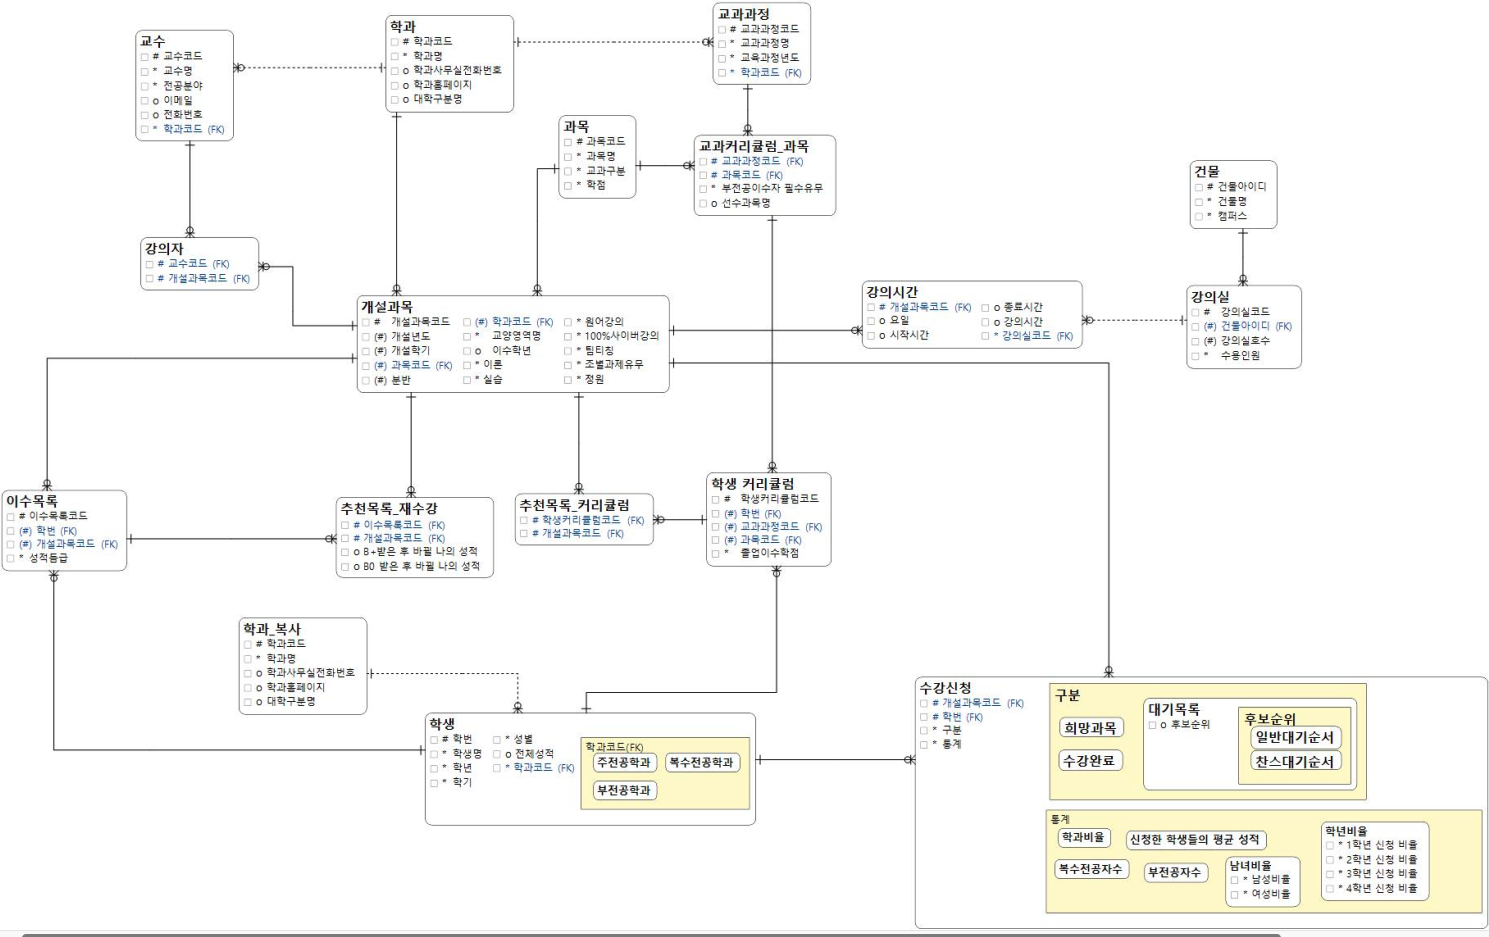 교수
# 교수코드
* 교수명
* 전공분야
o 이메일
o 전화번호
* 학과코드 (FK)
학과
# 학과코드
* 학과명
o 학과사무실전화번호
o 학과홈페이지
o 대학구분명
교과과정
# 교과과정코드
* 교과과정명
* 교육과정년도
* 학과코드 (FK)
과목
# 과목코드
* 과목명
* 교과구분
* 학점
교과커리큘럼_과목
# 교과과정코드 (FK)
# 과목코드 (FK)
* 부전공이수자 필수유무
o 선수과목명
건물
# 건물아이디
* 건물명
* 캠퍼스
강의자
# 교수코드 (FK)
# 개설과목코드 (FK)
개설과목
# 개설과목코드
(#) 개설년도
(#) 개설학기
(#) 과목코드 (FK)
(#) 분반
(#) 학과코드 (FK)
* 교양영역명
o 이수학년
* 이론
* 실습
* 원어강의
* 100%사이버강의
* 팀티칭
* 조별과제유무
* 정원
강의시간
# 개설과목코드 (FK)
o 요일
o 시작시간
o 종료시간
o 강의시간
* 강의실코드 (FK)
강의실
# 강의실코드
(#) 건물아이디 (FK)
(#) 강의실호수
* 수용인원
이수목록
# 이수목록코드
(#) 학번 (FK)
(#) 개설과목코드 (FK)
* 성적등급
추천목록_재수강
# 이수목록코드 (FK)
# 개설과목코드 (FK)
o B+받은 후 바뀔 나의 성적
o B0 받은 후 바뀔 나의 성적
추천목록_커리큘럼
# 학생커리큘럼코드 (FK)
# 개설과목코드 (FK)
학생 커리큘럼
# 학생커리큘럼코드
(#) 학번 (FK)
(#) 교과과정코드 (FK)
(#) 과목코드 (FK)
* 졸업이수학점
학과_복사
# 학과코드
* 학과명
o 학과사무실전화번호
o 학과홈페이지
o 대학구분명
학생
# 학번
* 학생명
* 학년
* 학기
* 성별
o 전체성적
* 학과코드 (FK)
학과코드(FK)
주전공학과
복수전공학과
부전공학과
수강신청
# 개설과목코드 (FK)
# 학번 (FK)
* 구분
* 통계
구분
희망과목
수강완료
대기목록
o 후보순위
후보순위
일반대기순서
찬스대기순서
통계
학과비율
신청한 학생들의 평균 성적
복수전공자수
부전공자수
남녀비율
* 남성비율
* 여성비율
학년비율
* 1학년 신청 비율
* 2학년 신청 비율
* 3학년 신청 비율
* 4학년 신청 비율